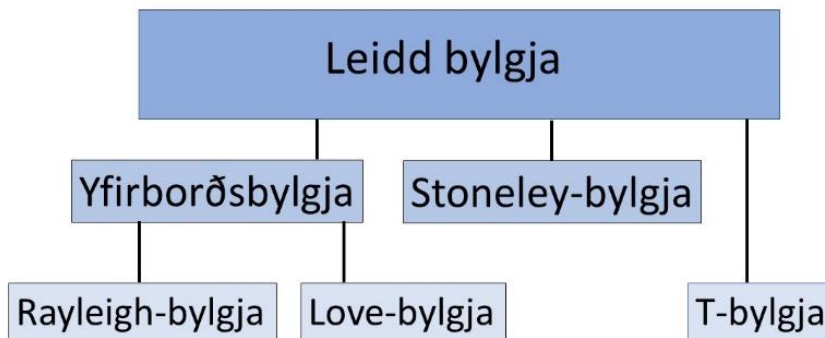 Leidd bylgja
Yfirborðsbylgja
Stoneley-bylgja
Rayleigh-bylgja
Love-bylgja
T-bylgja